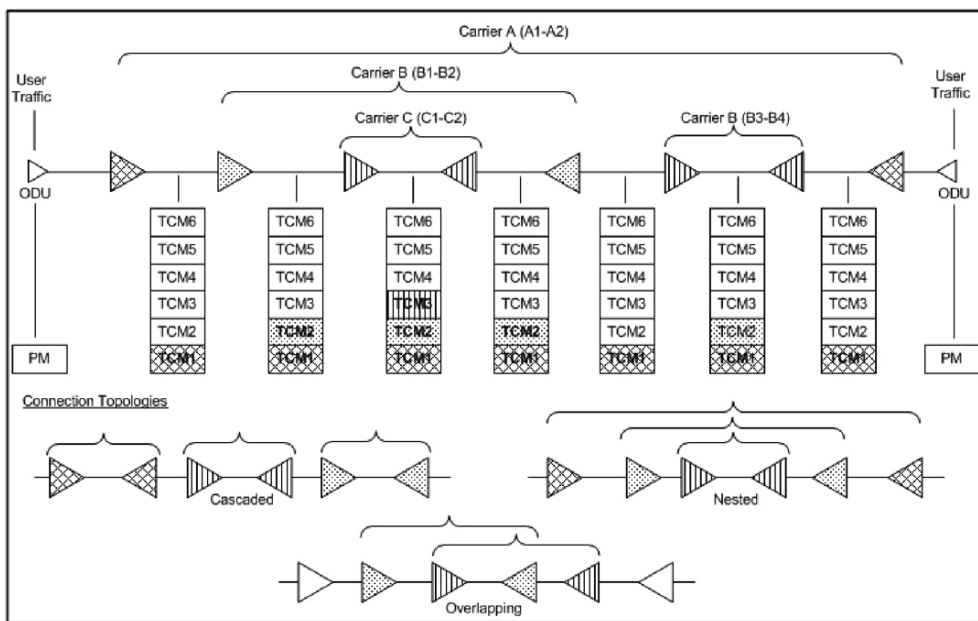 Carrier A (A1-A2)
User
Traffic
Carrier B (B1-B2)
User
Traffic
Carrier C (C1-C2)
Carrier B (B3-B4)
ODU
ODU
TCM6 TCM6 TCM6 TCM6 TCM6 TCM6 TCM6
TCM5 TCM5 TCM5 TCM5 TCM5 TCM5 TCM5
TCM4 TCM4 TCM4 TCM4 TCM4 TCM4 TCM4
TCM3 TCM3 TCM3 TCM3 TCM3 TCM3 TCM3
TCM2 TCM2 TCM2 TCM2 TCM2 TCM2 TCM2
PM TCM1 TCM1 TCM1 TCM1 TCM1 TCM1 TCM1 PM
Connection Topologies
Cascaded
Nested
Overlapping